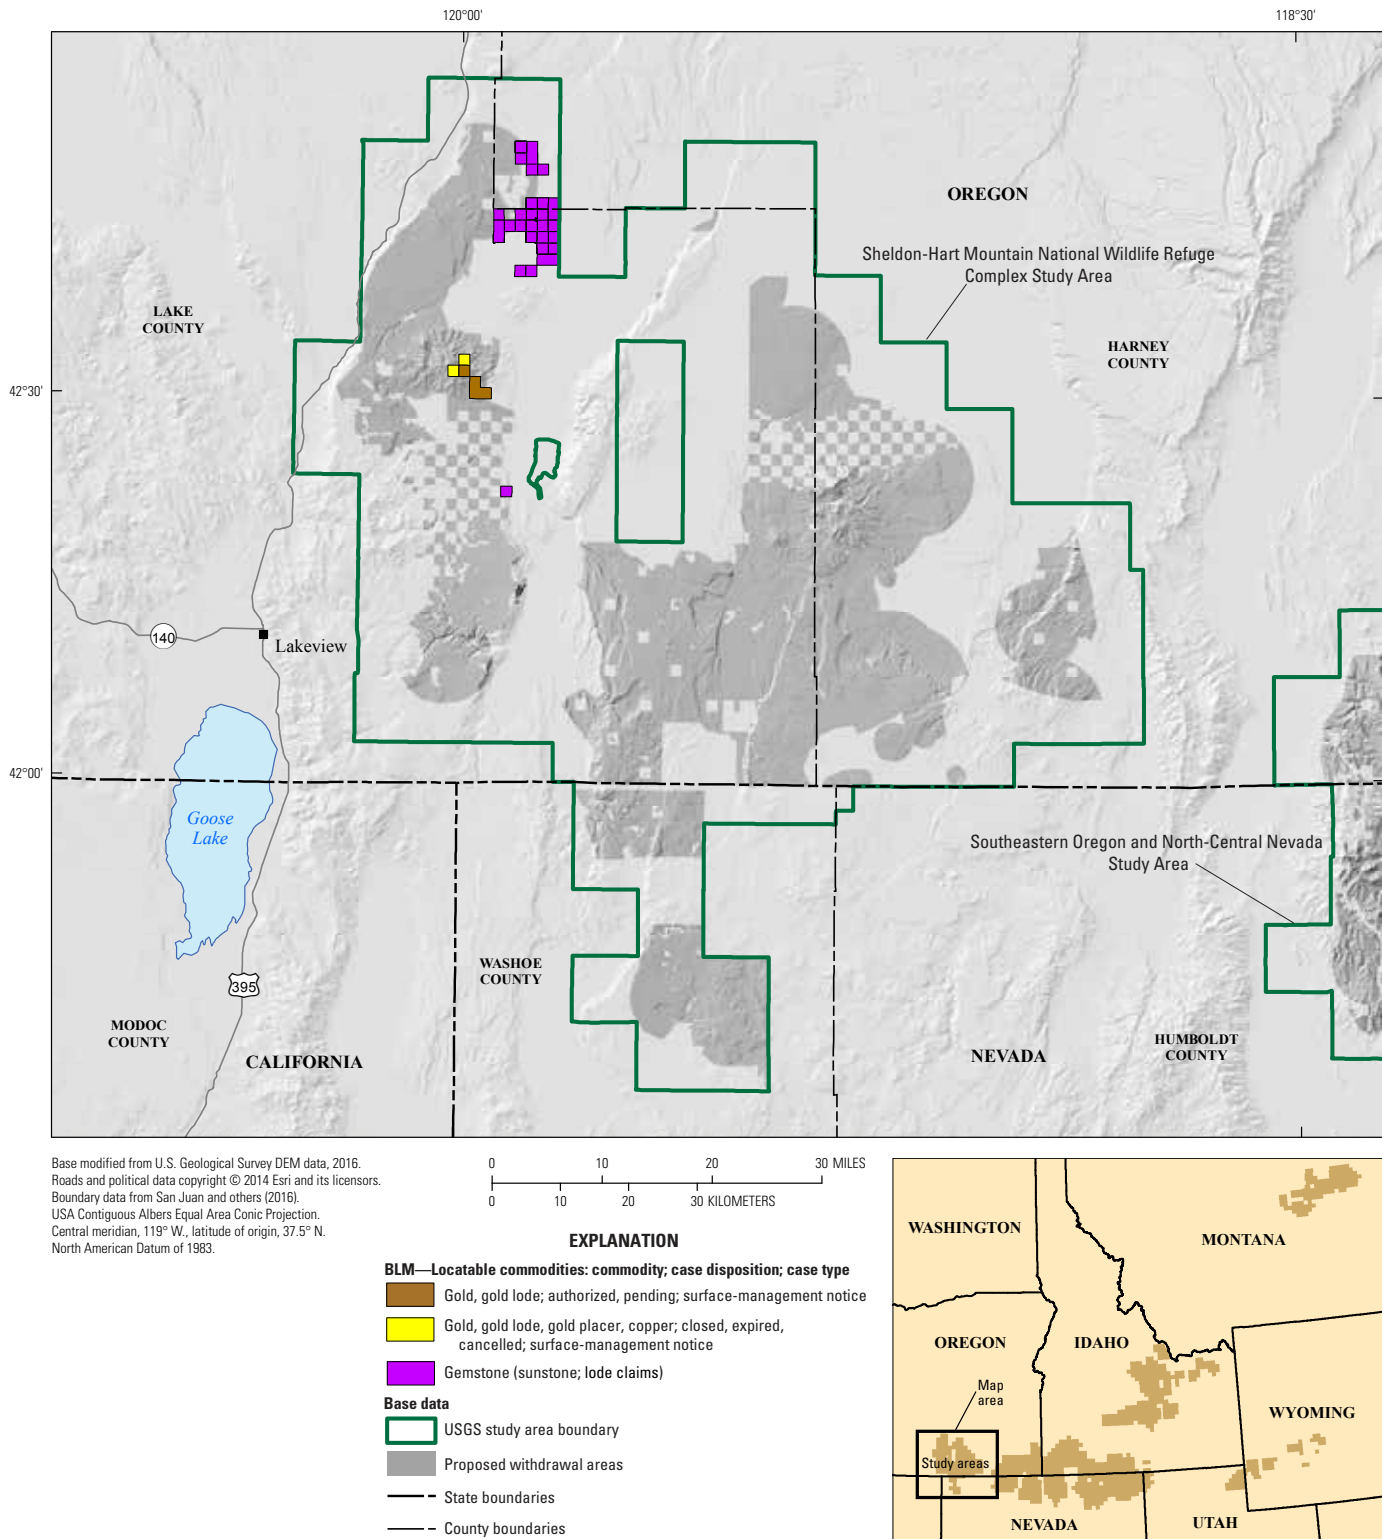 120°00'
118°30'
OREGON
Sheldon-Hart Mountain National Wildlife Refuge
Complex Study Area
LAKE
COUNTY
HARNEY
COUNTY
42°30'
140
Lakeview
42°00'
Goose
Lake
Southeastern Oregon and North-Central Nevada
Study Area
WASHOE
COUNTY
395
MODOC
COUNTY
CALIFORNIA
NEVADA
HUMBOLDT
COUNTY
Base modified from U.S. Geological Survey DEM data, 2016.
Roads and political data copyright © 2014 Esri and its licensors.
Boundary data from San Juan and others (2016).
USA Contiguous Albers Equal Area Conic Projection.
Central meridian, 119° W., latitude of origin, 37.5° N.
North American Datum of 1983.
0 10 20 30 MILES
0 10 20 30 KILOMETERS
EXPLANATION
BLM—Locatable commodities: commodity; case disposition; case type
Gold, gold lode; authorized, pending; surface-management notice
Gold, gold lode, gold placer, copper; closed, expired,
cancelled; surface-management notice
Gemstone (sunstone; lode claims)
Base data
USGS study area boundary
Proposed withdrawal areas
State boundaries
County boundaries
WASHINGTON
MONTANA
OREGON
IDAHO
Map
area
WYOMING
Study areas
NEVADA
UTAH